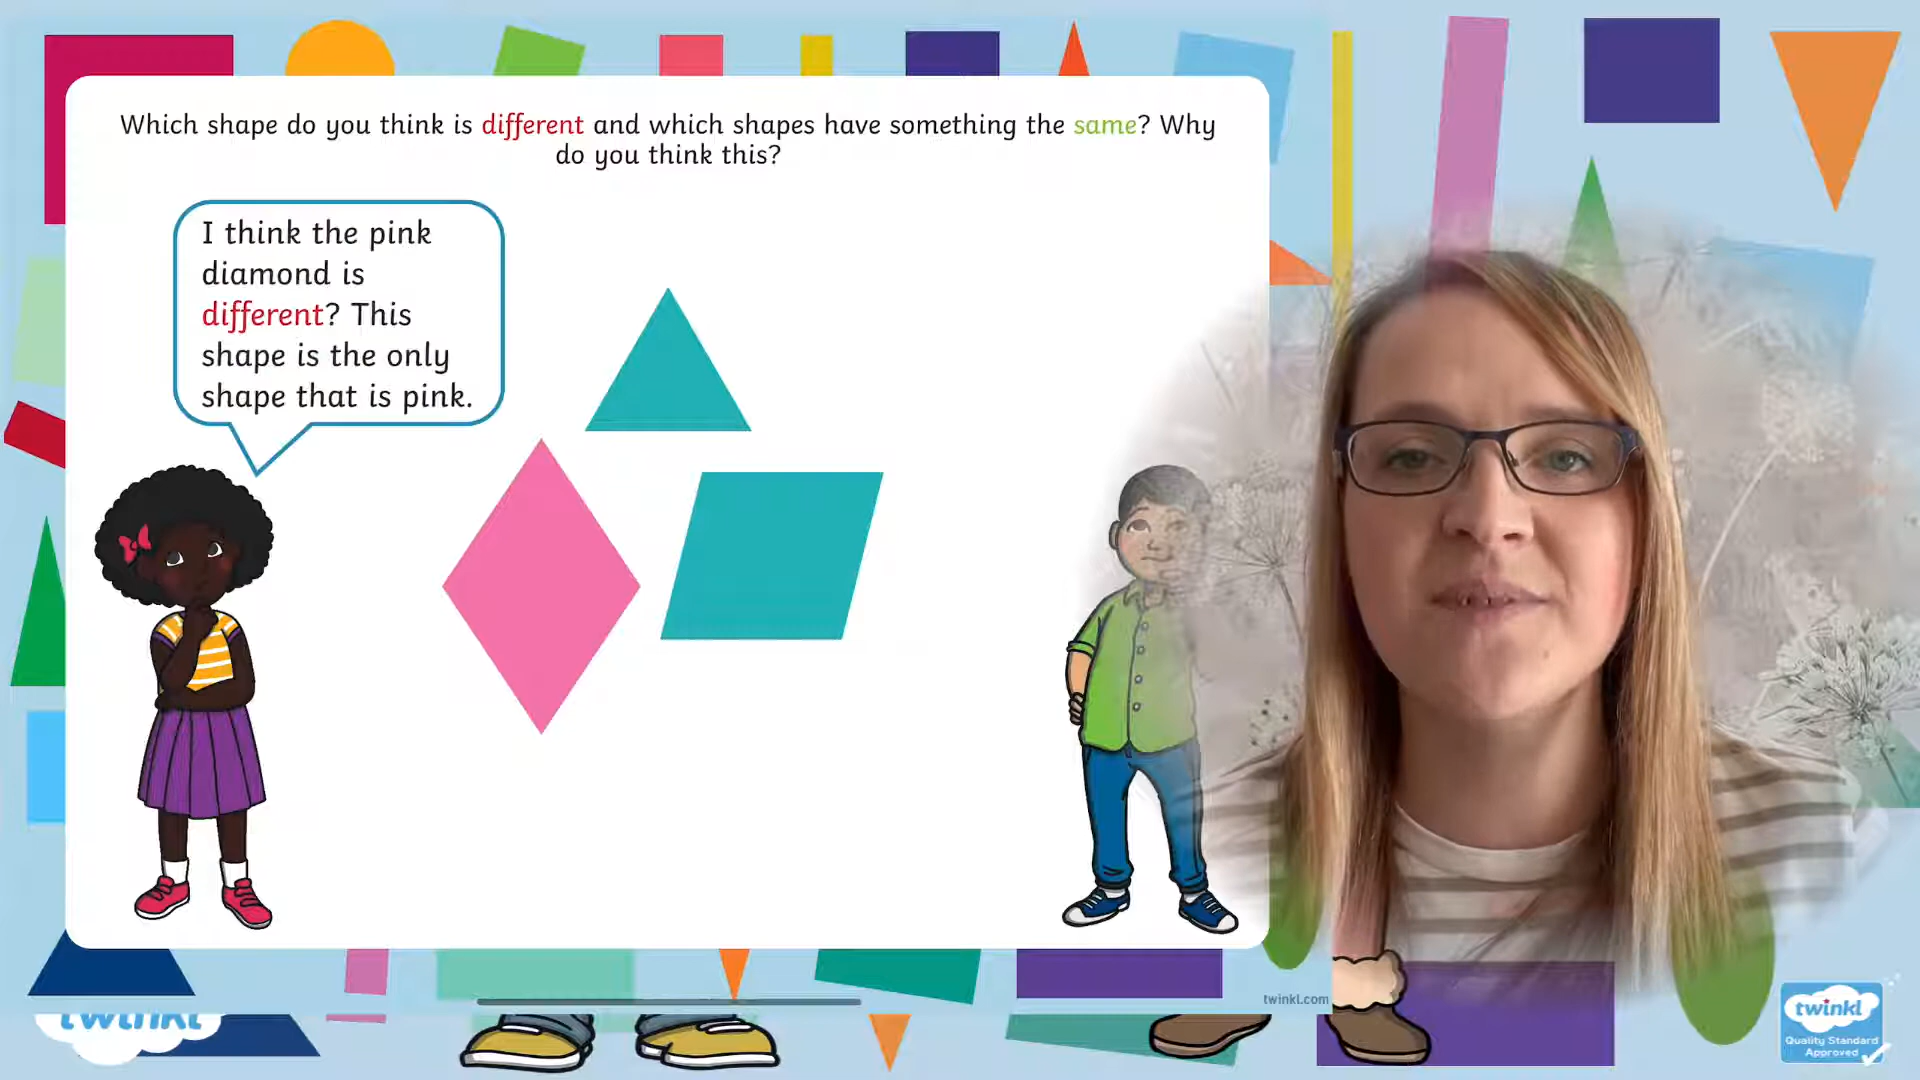 Which shape do you think is different and which shapes have something the same? Why
do you think this?
I think the pink
diamond is
different? This
shape is the only
shape that is pink.
twinkl.com
twinkl
twinkl
Quality Standard
Approved